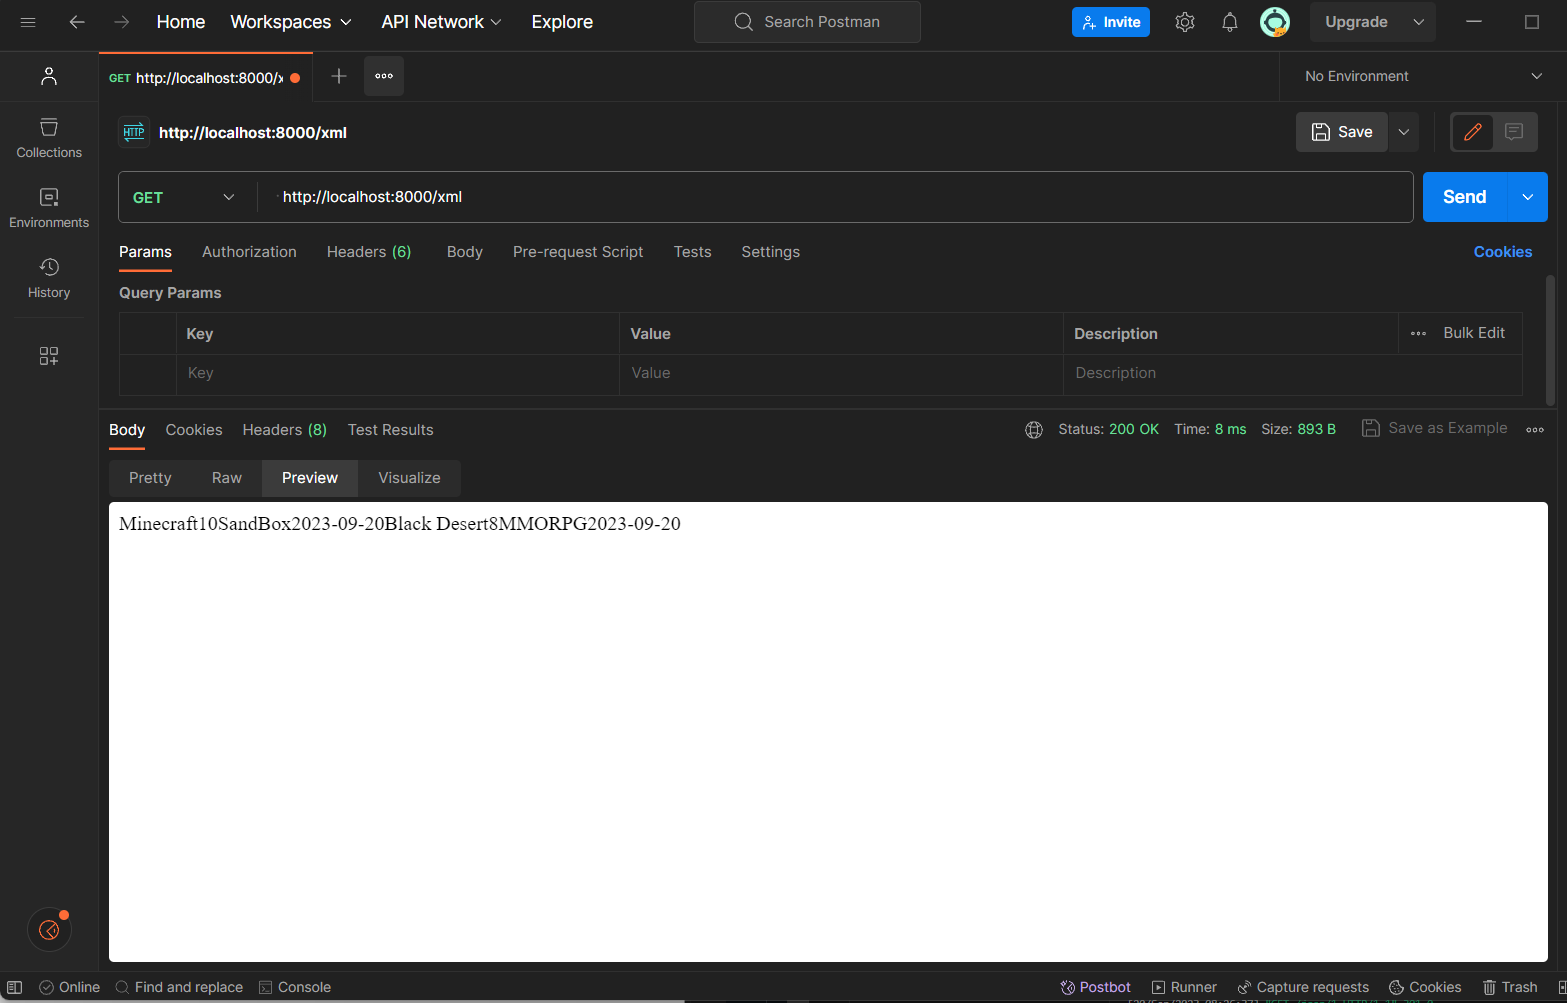 Home Workspaces API Network Explore Search Postman Invite Upgrade
GET http://localhost:8000/x No Environment
HTTP http://localhost:8000/xml Save
GET http://localhost:8000/xml Send
Params Authorization Headers (6) Body Pre-request Script Tests Settings Cookies
Query Params
Key Value Description Bulk Edit
Key Value Description
Body Cookies Headers (8) Test Results Status: 200 OK Time: 8 ms Size: 893 B Save as Example
Pretty Raw Preview Visualize
Minecraft10SandBox2023-09-20Black Desert8MMORPG2023-09-20
Collections
Environments
History
Online Find and replace Console Postbot Runner Capture requests Cookies Trash